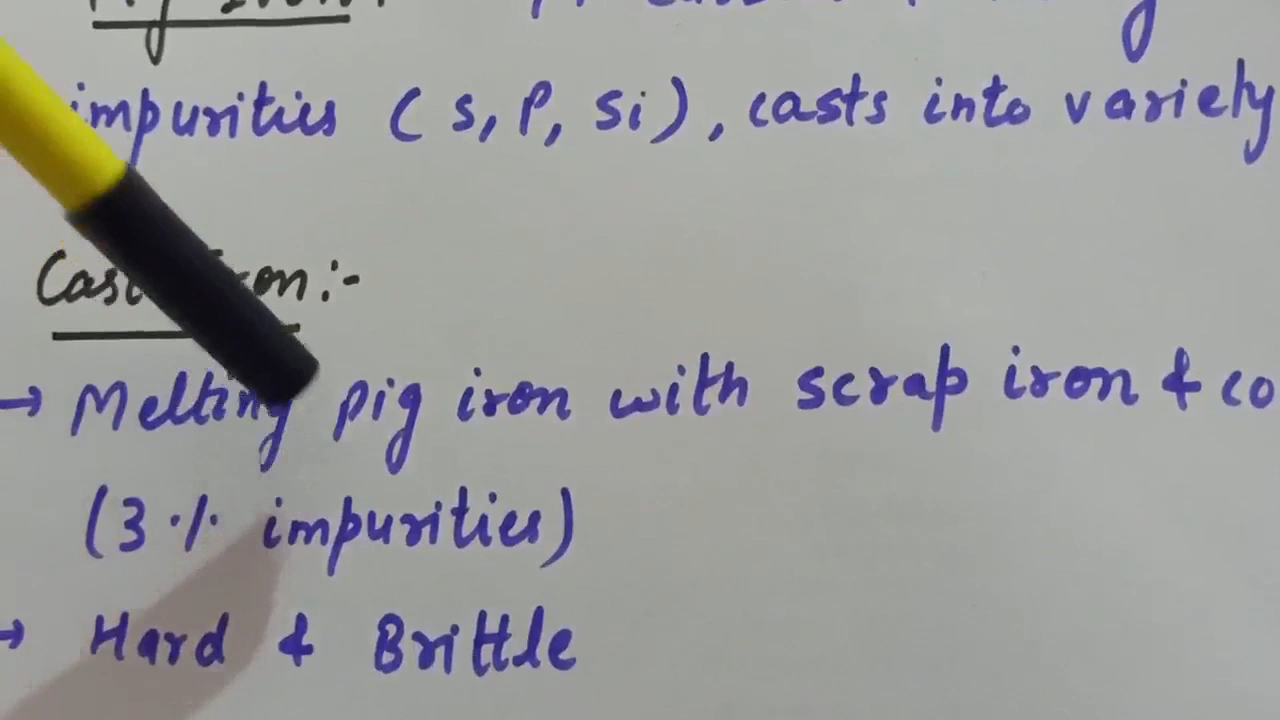 impurities ( S, P, Si), casts into variety
Cast Iron :-
→ Melting pig iron with scrap iron & co
(3 % impurities)
→ Hard & Brittle